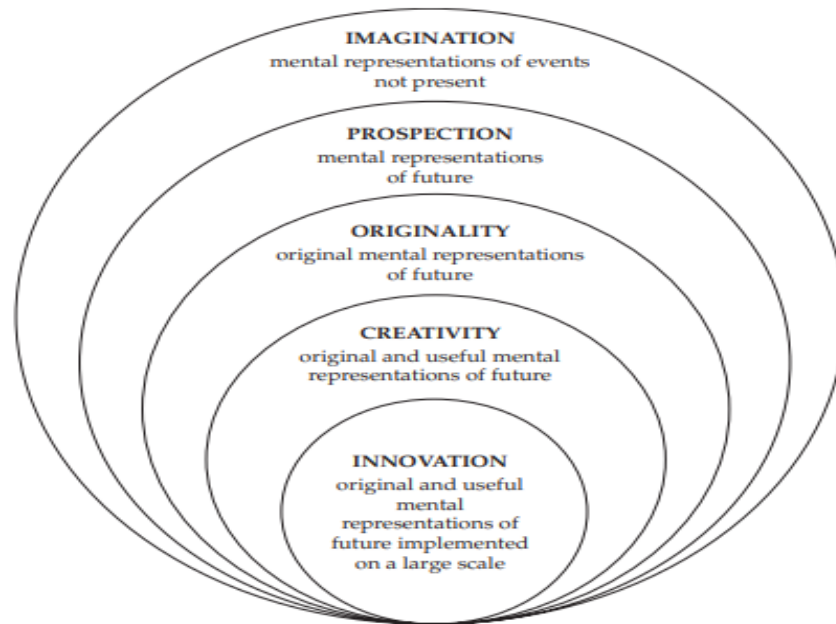 IMAGINATION
mental representations of events
not present
PROSPECTION
mental representations
of future
ORIGINALITY
original mental representations
of future
CREATIVITY
original and useful mental
representations of future
INNOVATION
original and useful
mental
representations of
future implemented
on a large scale